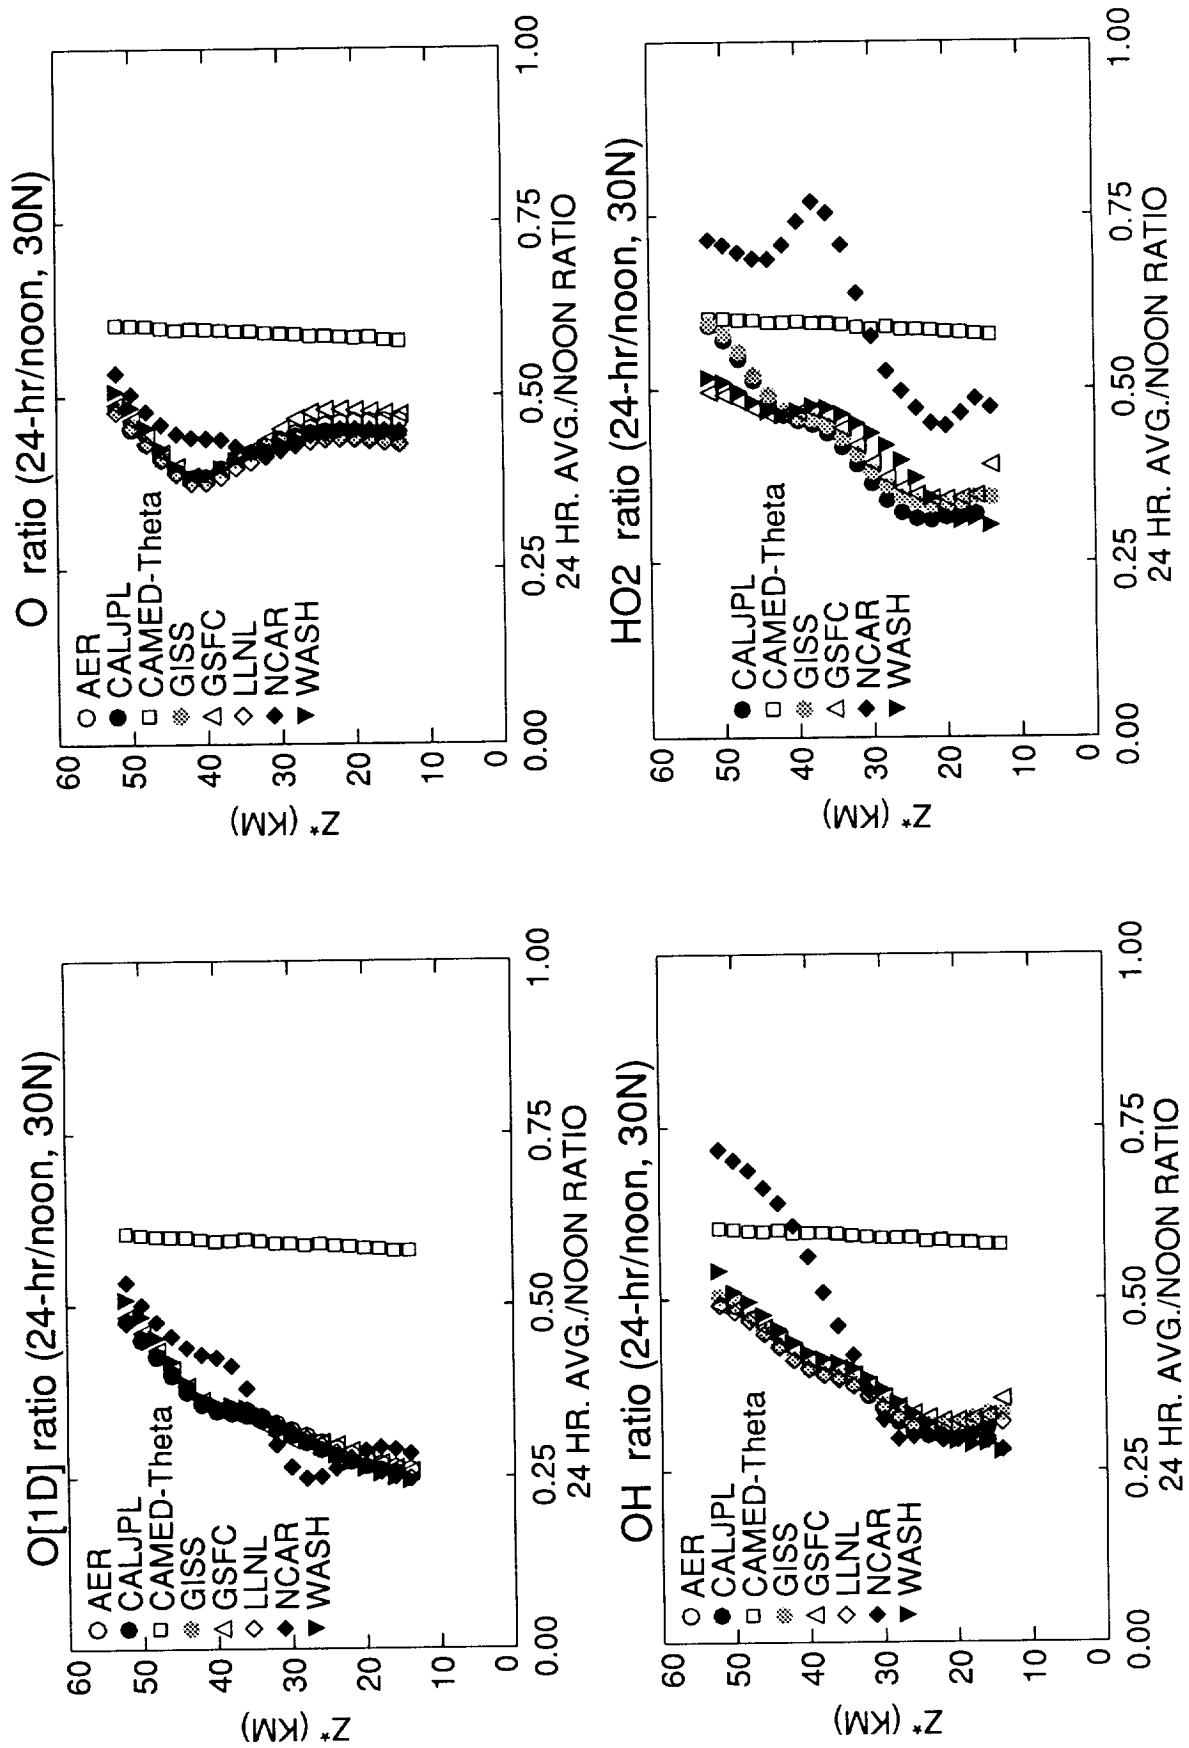 O[1D] ratio (24-hr/noon, 30N)
60
50
40
30
20
10
0
Z* (KM)
AER
CALJPL
CAMED-Theta
GISS
GSFC
LLNL
NCAR
WASH
0.00
0.25
0.50
0.75
1.00
24 HR. AVG./NOON RATIO
O ratio (24-hr/noon, 30N)
60
50
40
30
20
10
0
Z* (KM)
AER
CALJPL
CAMED-Theta
GISS
GSFC
LLNL
NCAR
WASH
0.00
0.25
0.50
0.75
1.00
24 HR. AVG./NOON RATIO
OH ratio (24-hr/noon, 30N)
60
50
40
30
20
10
0
Z* (KM)
AER
CALJPL
CAMED-Theta
GISS
GSFC
LLNL
NCAR
WASH
0.00
0.25
0.50
0.75
1.00
24 HR. AVG./NOON RATIO
HO2 ratio (24-hr/noon, 30N)
60
50
40
30
20
10
0
Z* (KM)
CALJPL
CAMED-Theta
GISS
GSFC
NCAR
WASH
0.00
0.25
0.50
0.75
1.00
24 HR. AVG./NOON RATIO